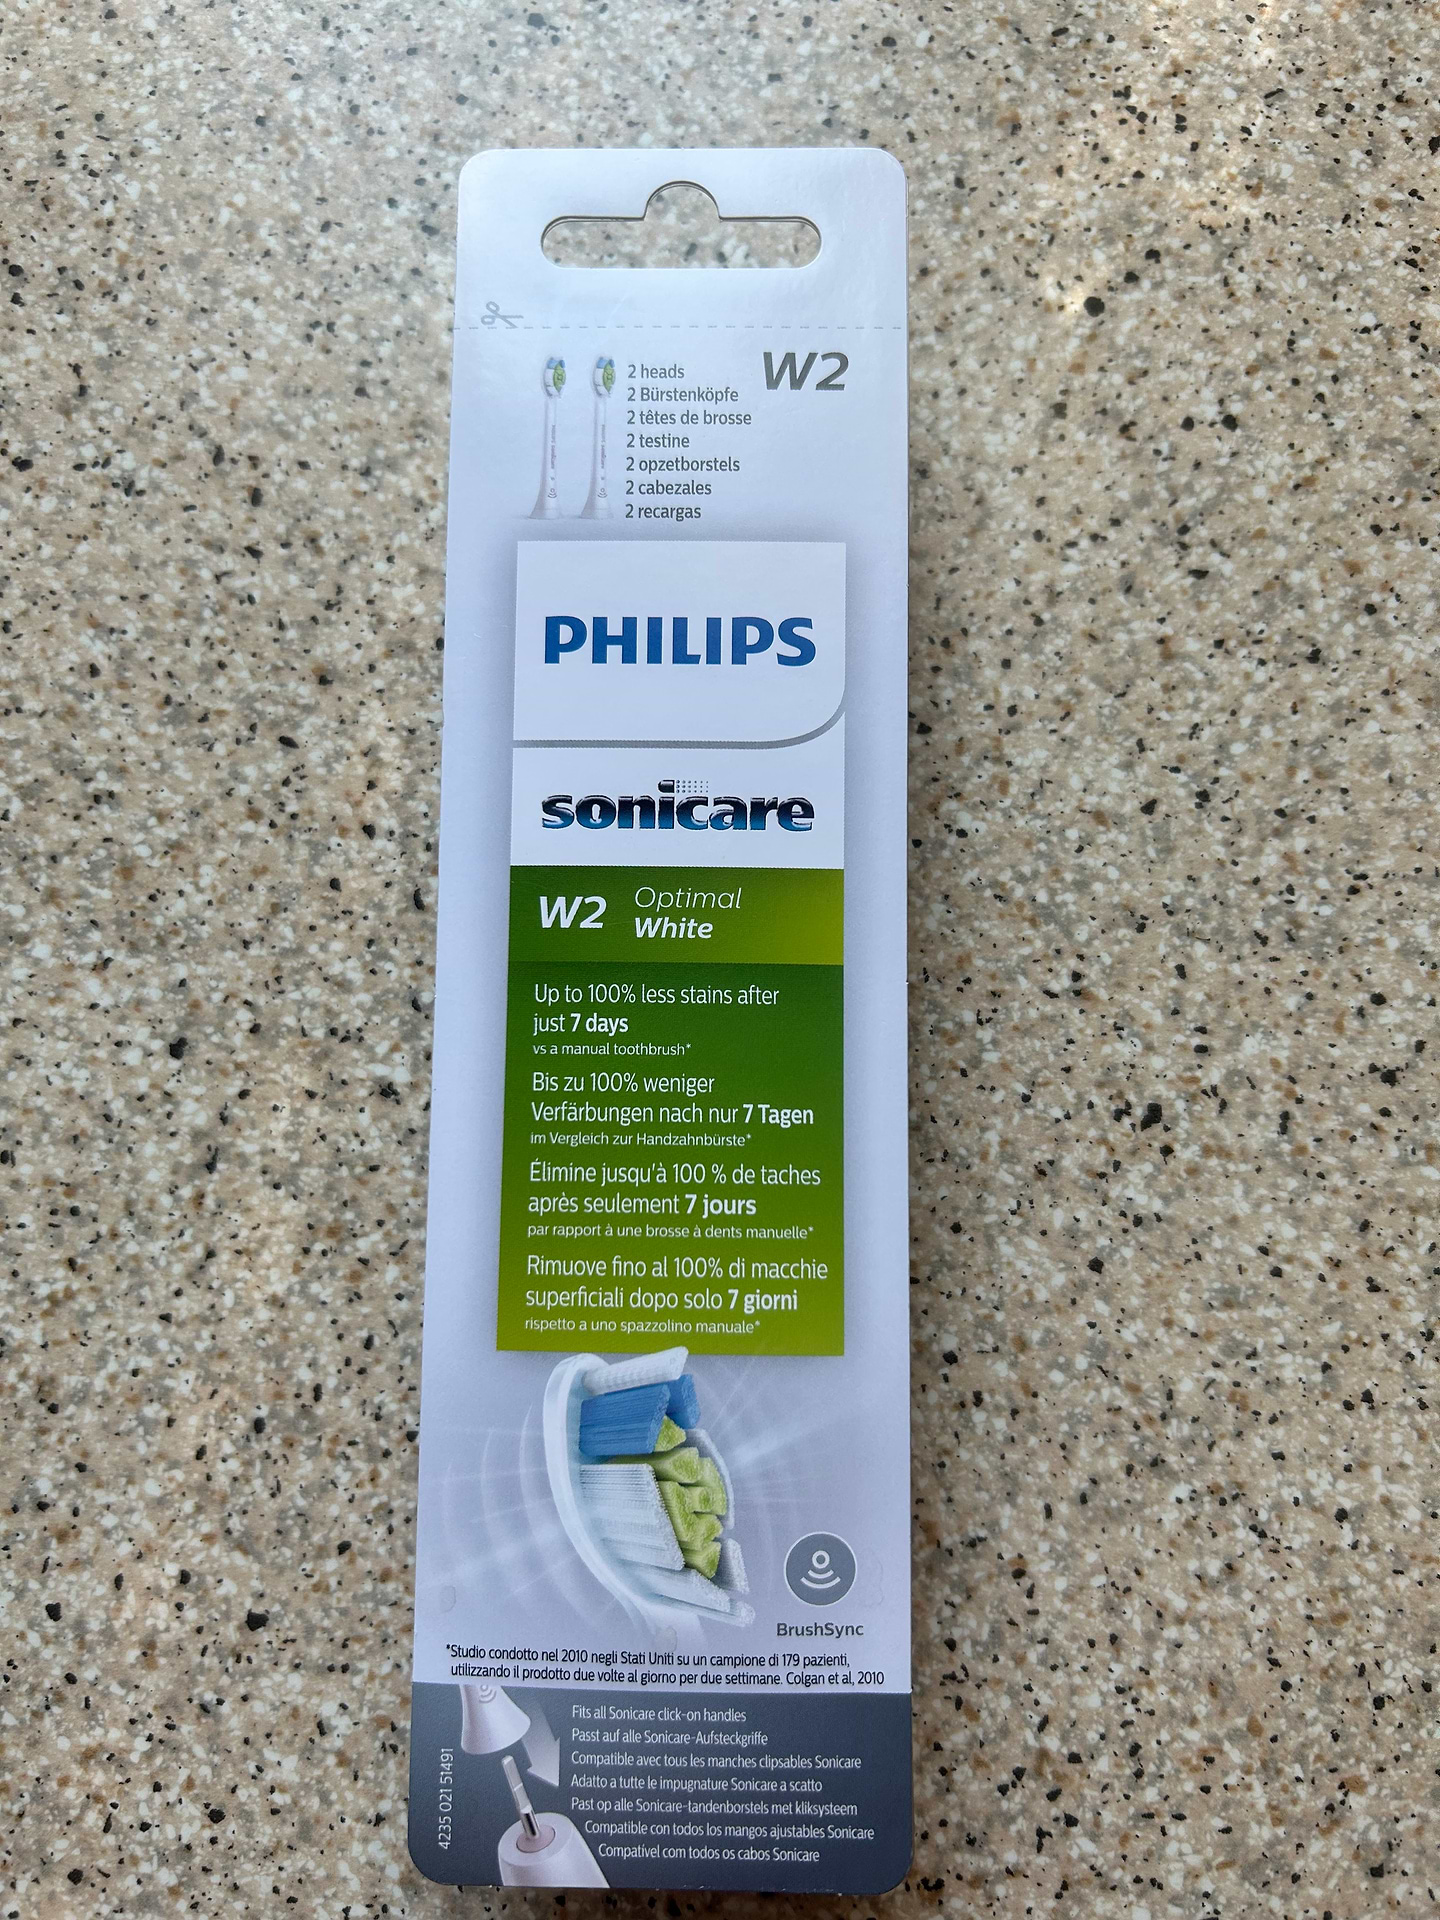 W2
2 heads
2 Bürstenköpfe
2 têtes de brosse
2 testine
2 opzetborstels
2 cabezales
2 recargas
PHILIPS
sonicare
W2 Optimal
White
Up to 100% less stains after
just 7 days
vs a manual toothbrush*
Bis zu 100% weniger
Verfärbungen nach nur 7 Tagen
im Vergleich zur Handzahnbürste*
Élimine jusqu'à 100 % de taches
après seulement 7 jours
par rapport à une brosse à dents manuelle*
Rimuove fino al 100% di macchie
superficiali dopo solo 7 giorni
rispetto a uno spazzolino manuale*
BrushSync
*Studio condotto nel 2010 negli Stati Uniti su un campione di 179 pazienti,
utilizzando il prodotto due volte al giorno per due settimane. Colgan et al, 2010
Fits all Sonicare click-on handles
Passt auf alle Sonicare-Aufsteckgriffe
Compatible avec tous les manches clipsables Sonicare
Adatto a tutte le impugnature Sonicare a scatto
Past op alle Sonicare-tandenborstels met kliksysteem
Compatible con todos los mangos ajustables Sonicare
Compatível com todos os cabos Sonicare
4235 021 51491